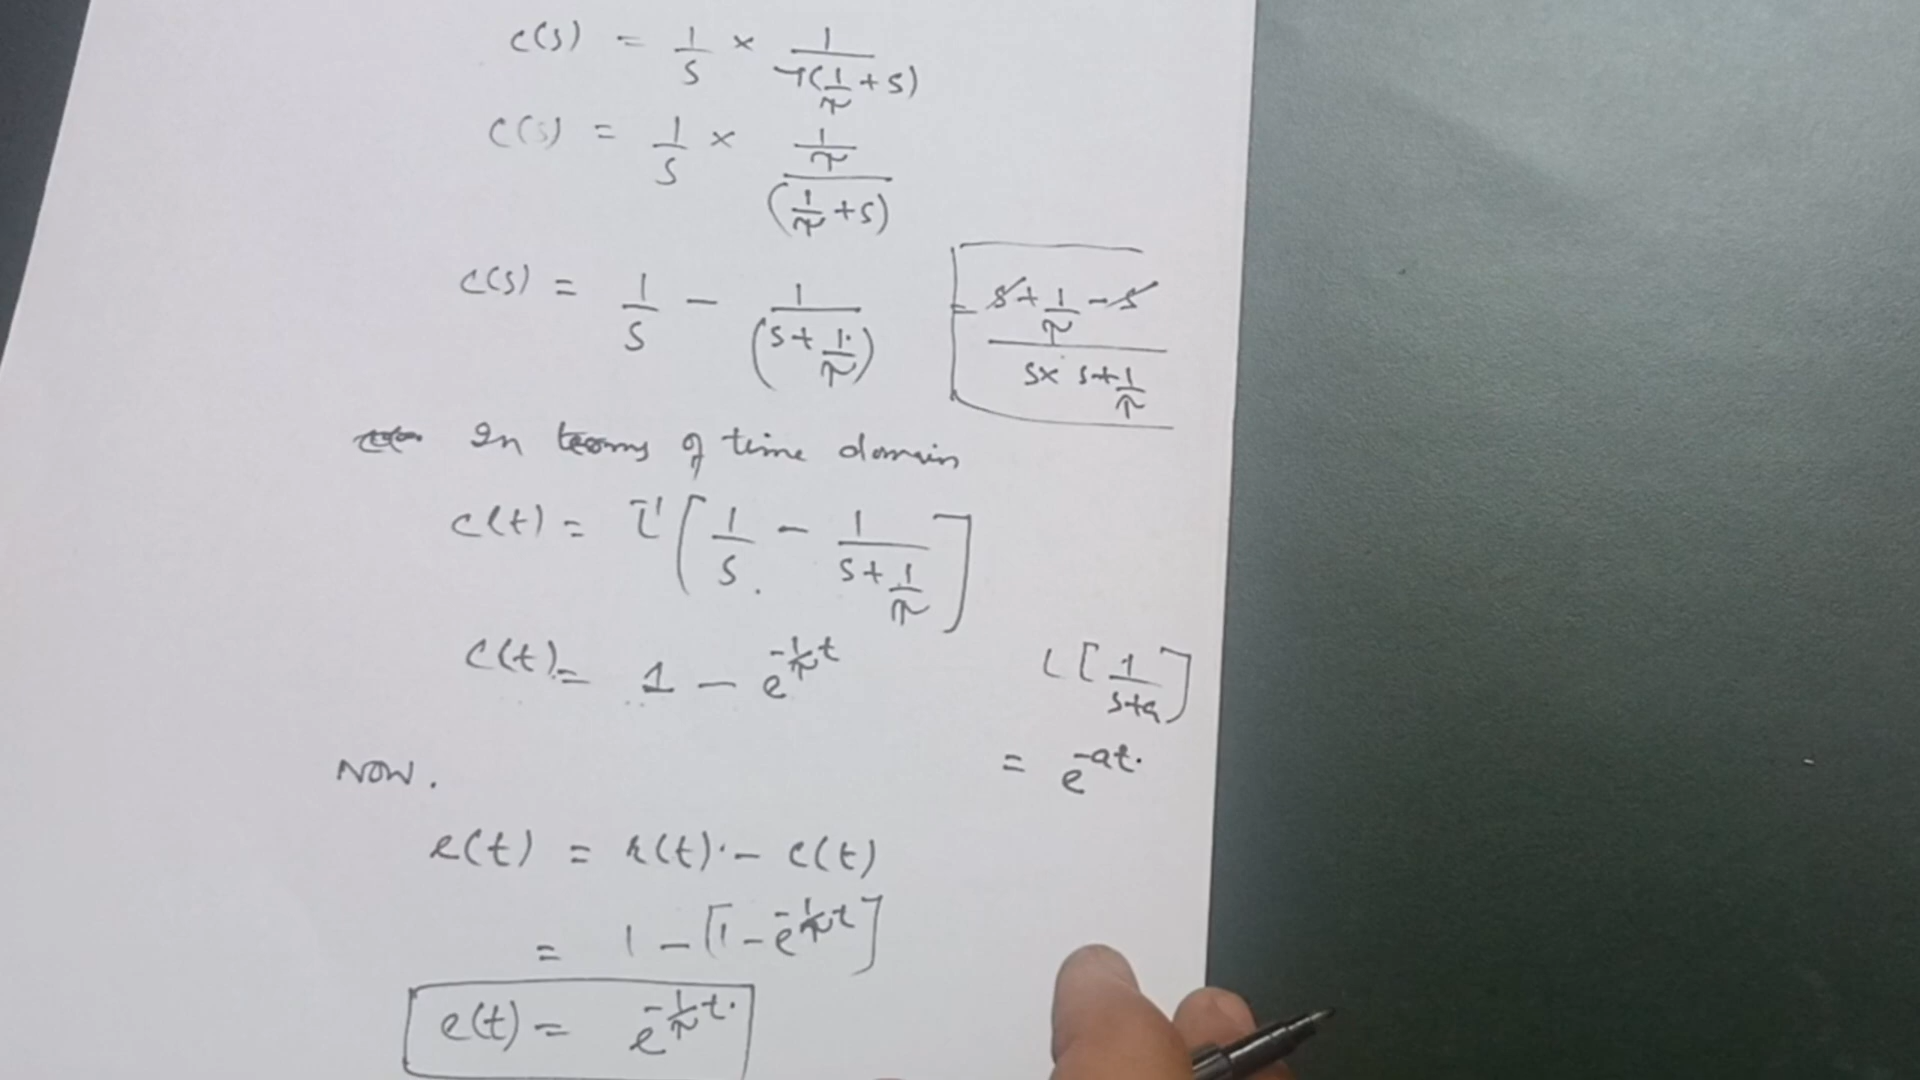 c(s) = 1/s × 1/τ(1/τ + s)
c(s) = 1/s × (1/τ)/(1/τ + s)
c(s) = 1/s − 1/(s + 1/τ)
= (s + 1/τ − s)/(s × s + 1/τ)
In terms of time domain
c(t) = L⁻¹[1/s − 1/(s + 1/τ)]
c(t) = 1 − e^(−1/τ t)
L[1/(s+a)]
= e^(−at).
NOW.
e(t) = r(t) − c(t)
= 1 − [1 − e^(−1/τ t)]
e(t) = e^(−1/τ t).